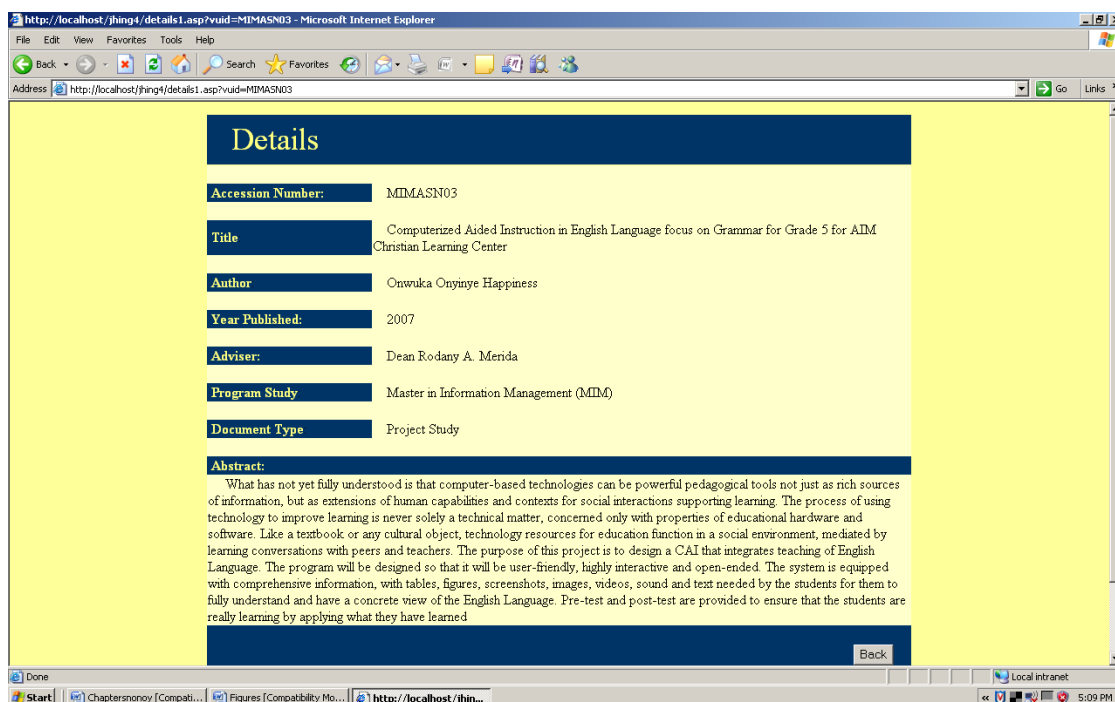 http://localhost/jhing4/details1.asp?vuid=MIMASN03 - Microsoft Internet Explorer
File Edit View Favorites Tools Help
Back Search Favorites
Address http://localhost/jhing4/details1.asp?vuid=MIMASN03 Go Links
Details
Accession Number: MIMASN03
Title Computerized Aided Instruction in English Language focus on Grammar for Grade 5 for AIM
Christian Learning Center
Author Onwuka Onyinye Happiness
Year Published: 2007
Adviser: Dean Rodany A. Merida
Program Study Master in Information Management (MIM)
Document Type Project Study
Abstract:
What has not yet fully understood is that computer-based technologies can be powerful pedagogical tools not just as rich sources
of information, but as extensions of human capabilities and contexts for social interactions supporting learning. The process of using
technology to improve learning is never solely a technical matter, concerned only with properties of educational hardware and
software. Like a textbook or any cultural object, technology resources for education function in a social environment, mediated by
learning conversations with peers and teachers. The purpose of this project is to design a CAI that integrates teaching of English
Language. The program will be designed so that it will be user-friendly, highly interactive and open-ended. The system is equipped
with comprehensive information, with tables, figures, screenshots, images, videos, sound and text needed by the students for them to
fully understand and have a concrete view of the English Language. Pre-test and post-test are provided to ensure that the students are
really learning by applying what they have learned
Back
Done Local intranet
Start Chaptersnonoy [Compati... Figures [Compatibility Mo... http://localhost/jhin... 5:09 PM